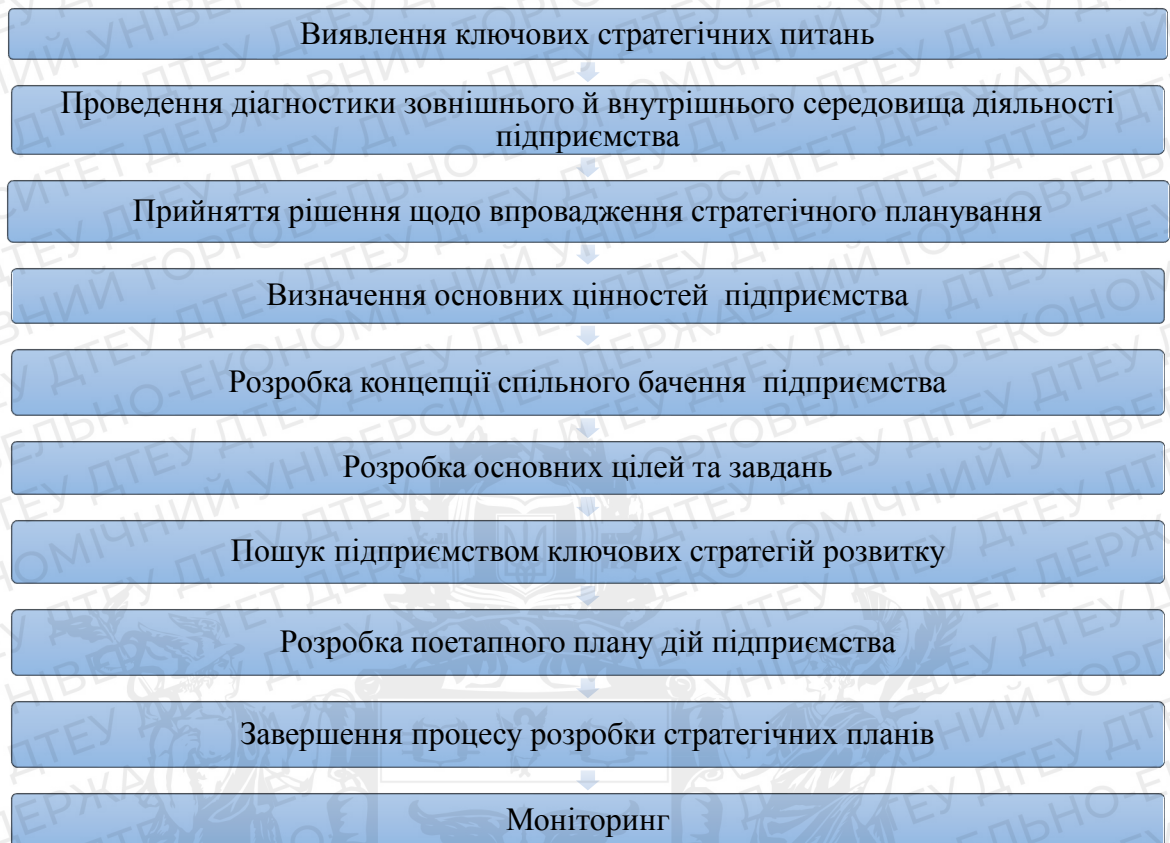 Виявлення ключових стратегічних питань
Проведення діагностики зовнішнього й внутрішнього середовища діяльності
підприємства
Прийняття рішення щодо впровадження стратегічного планування
Визначення основних цінностей підприємства
Розробка концепції спільного бачення підприємства
Розробка основних цілей та завдань
Пошук підприємством ключових стратегій розвитку
Розробка поетапного плану дій підприємства
Завершення процесу розробки стратегічних планів
Моніторинг